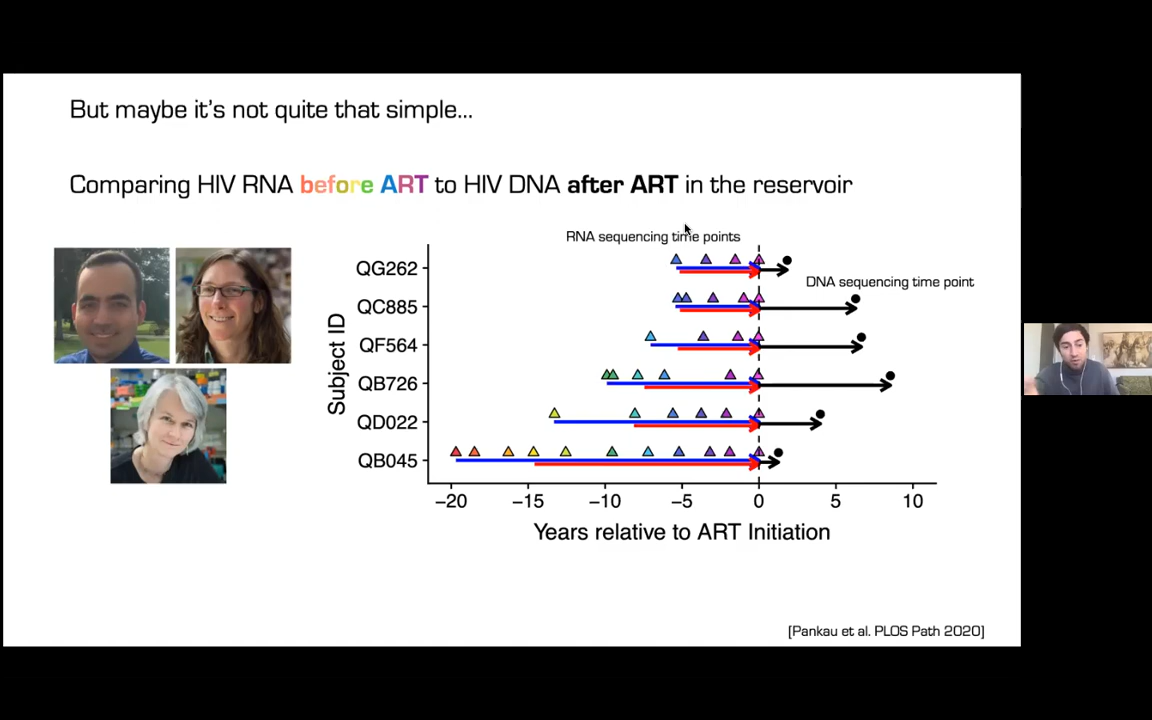 But maybe it's not quite that simple...
Comparing HIV RNA before ART to HIV DNA after ART in the reservoir
RNA sequencing time points
DNA sequencing time point
Subject ID
QG262
QC885
QF564
QB726
QD022
QB045
−20 −15 −10 −5 0 5 10
Years relative to ART Initiation
[Pankau et al. PLOS Path 2020]